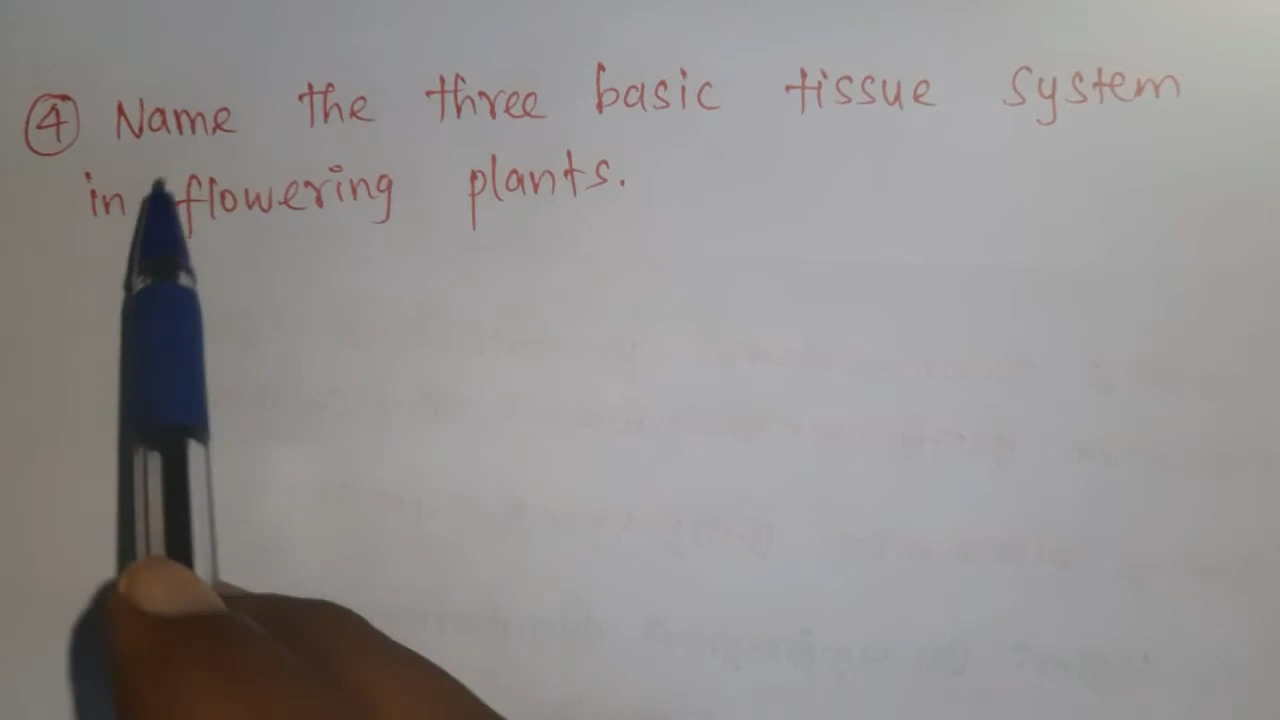 ④ Name the three basic tissue system
in flowering plants.